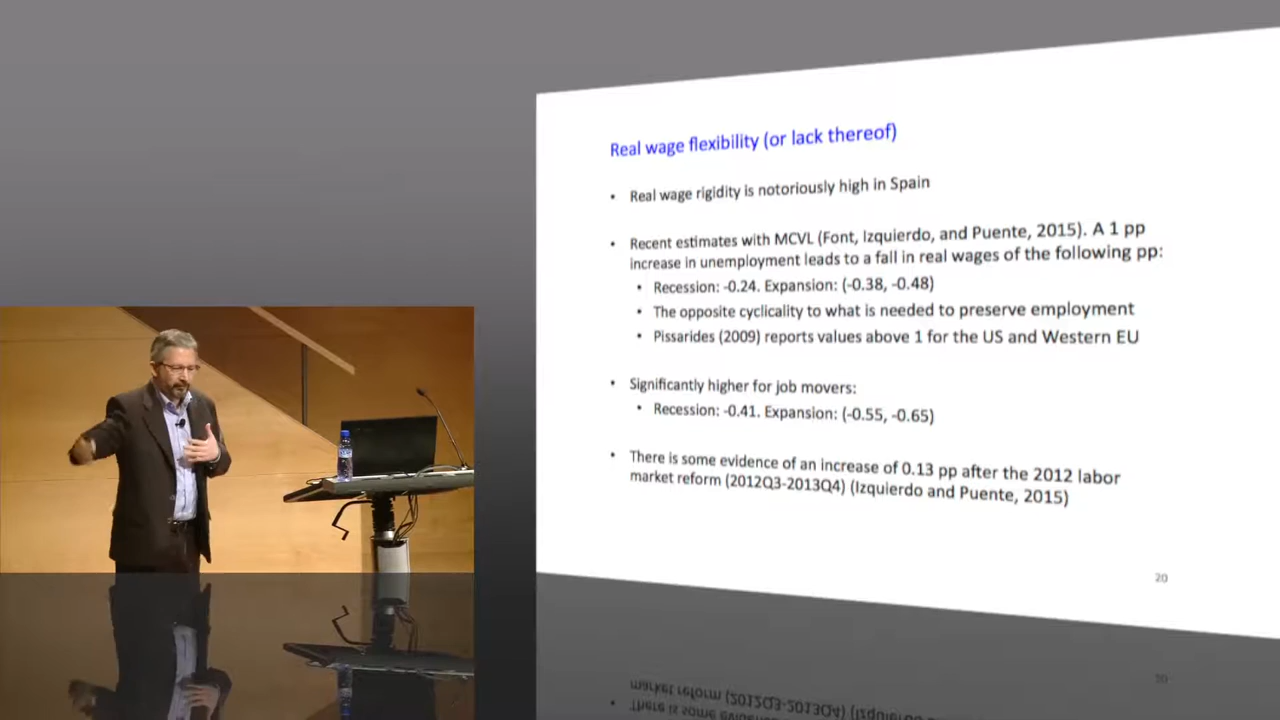 Real wage flexibility (or lack thereof)
• Real wage rigidity is notoriously high in Spain
• Recent estimates with MCVL (Font, Izquierdo, and Puente, 2015). A 1 pp
increase in unemployment leads to a fall in real wages of the following pp:
• Recession: -0.24. Expansion: (-0.38, -0.48)
• The opposite cyclicality to what is needed to preserve employment
• Pissarides (2009) reports values above 1 for the US and Western EU
• Significantly higher for job movers:
• Recession: -0.41. Expansion: (-0.55, -0.65)
• There is some evidence of an increase of 0.13 pp after the 2012 labor
market reform (2012Q3-2013Q4) (Izquierdo and Puente, 2015)
20